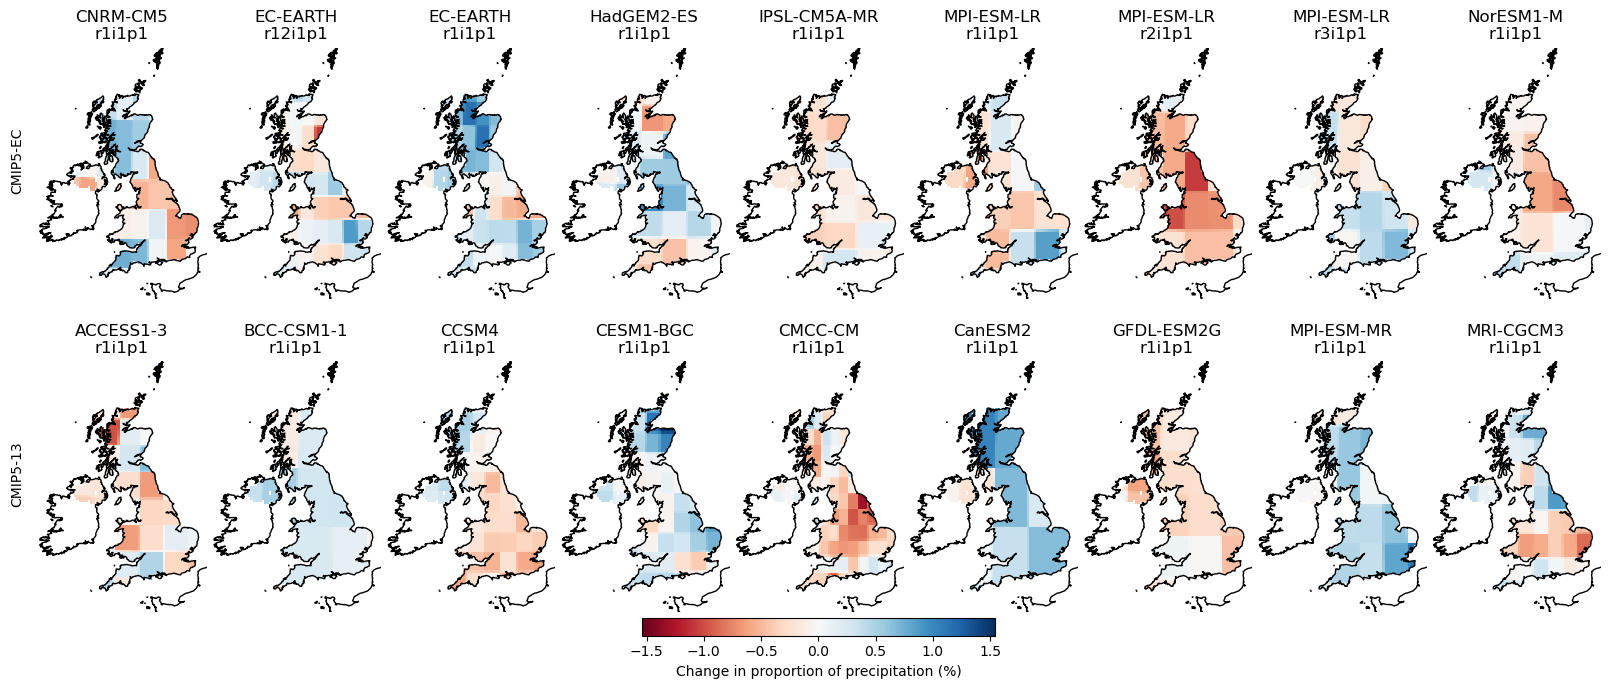 CNRM-CM5
r1i1p1
EC-EARTH
r12i1p1
EC-EARTH
r1i1p1
HadGEM2-ES
r1i1p1
IPSL-CM5A-MR
r1i1p1
MPI-ESM-LR
r1i1p1
MPI-ESM-LR
r2i1p1
MPI-ESM-LR
r3i1p1
NorESM1-M
r1i1p1
CMIP5-EC
ACCESS1-3
r1i1p1
BCC-CSM1-1
r1i1p1
CCSM4
r1i1p1
CESM1-BGC
r1i1p1
CMCC-CM
r1i1p1
CanESM2
r1i1p1
GFDL-ESM2G
r1i1p1
MPI-ESM-MR
r1i1p1
MRI-CGCM3
r1i1p1
CMIP5-13
−1.5 −1.0 −0.5 0.0 0.5 1.0 1.5
Change in proportion of precipitation (%)